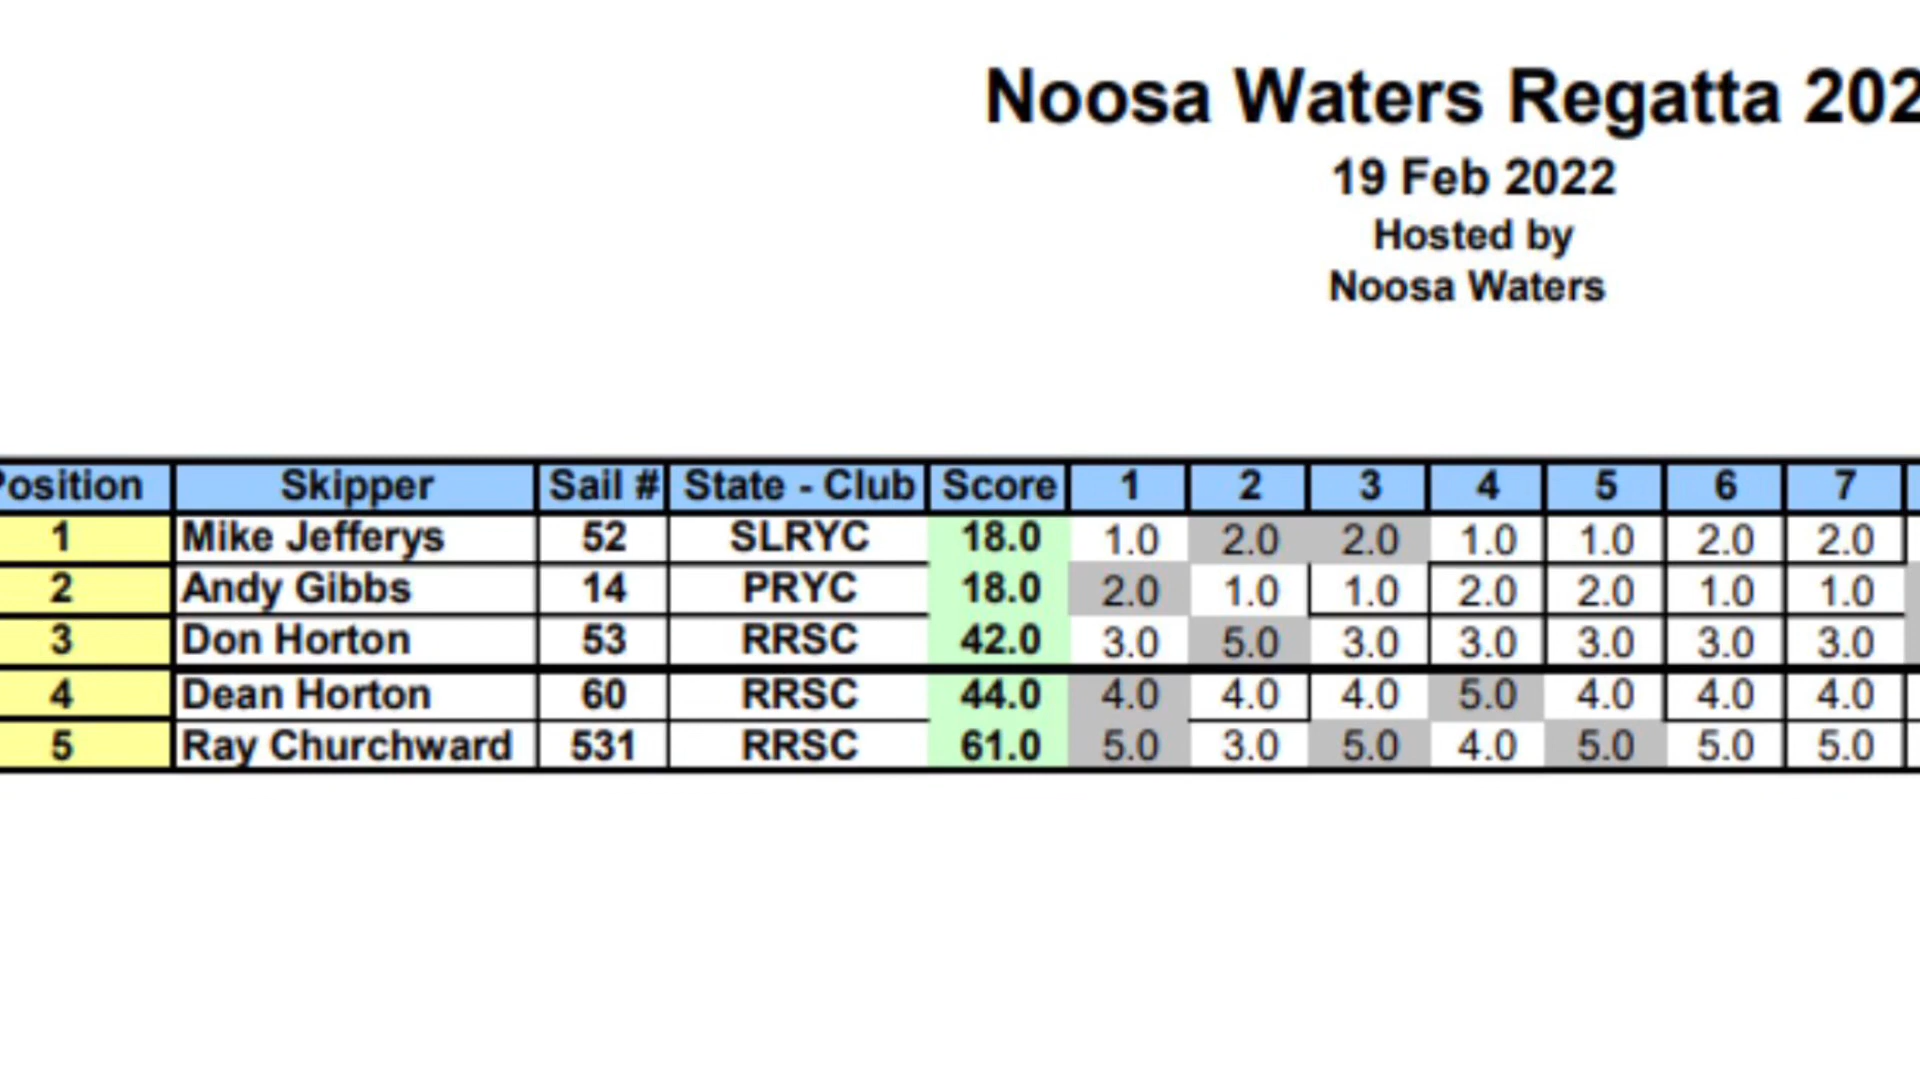 Noosa Waters Regatta 202
19 Feb 2022
Hosted by
Noosa Waters
Position Skipper Sail # State - Club Score 1 2 3 4 5 6 7
1 Mike Jefferys 52 SLRYC 18.0 1.0 2.0 2.0 1.0 1.0 2.0 2.0
2 Andy Gibbs 14 PRYC 18.0 2.0 1.0 1.0 2.0 2.0 1.0 1.0
3 Don Horton 53 RRSC 42.0 3.0 5.0 3.0 3.0 3.0 3.0 3.0
4 Dean Horton 60 RRSC 44.0 4.0 4.0 4.0 5.0 4.0 4.0 4.0
5 Ray Churchward 531 RRSC 61.0 5.0 3.0 5.0 4.0 5.0 5.0 5.0